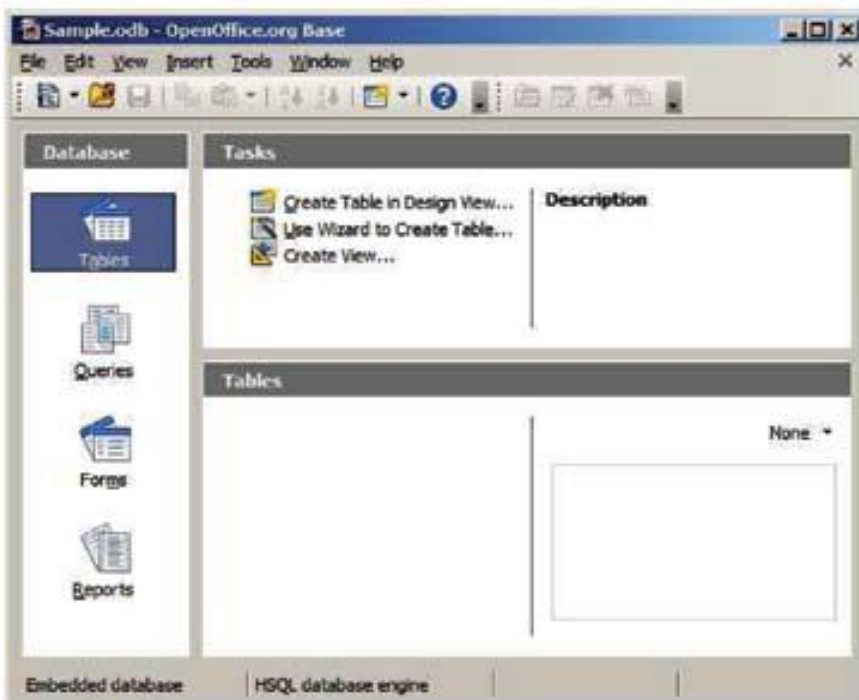 Sample.odb - OpenOffice.org Base
File Edit View Insert Tools Window Help
Database
Tables
Queries
Forms
Reports
Tasks
Create Table in Design View...
Use Wizard to Create Table...
Create View...
Description
Tables
None
Embedded database
HSQL database engine